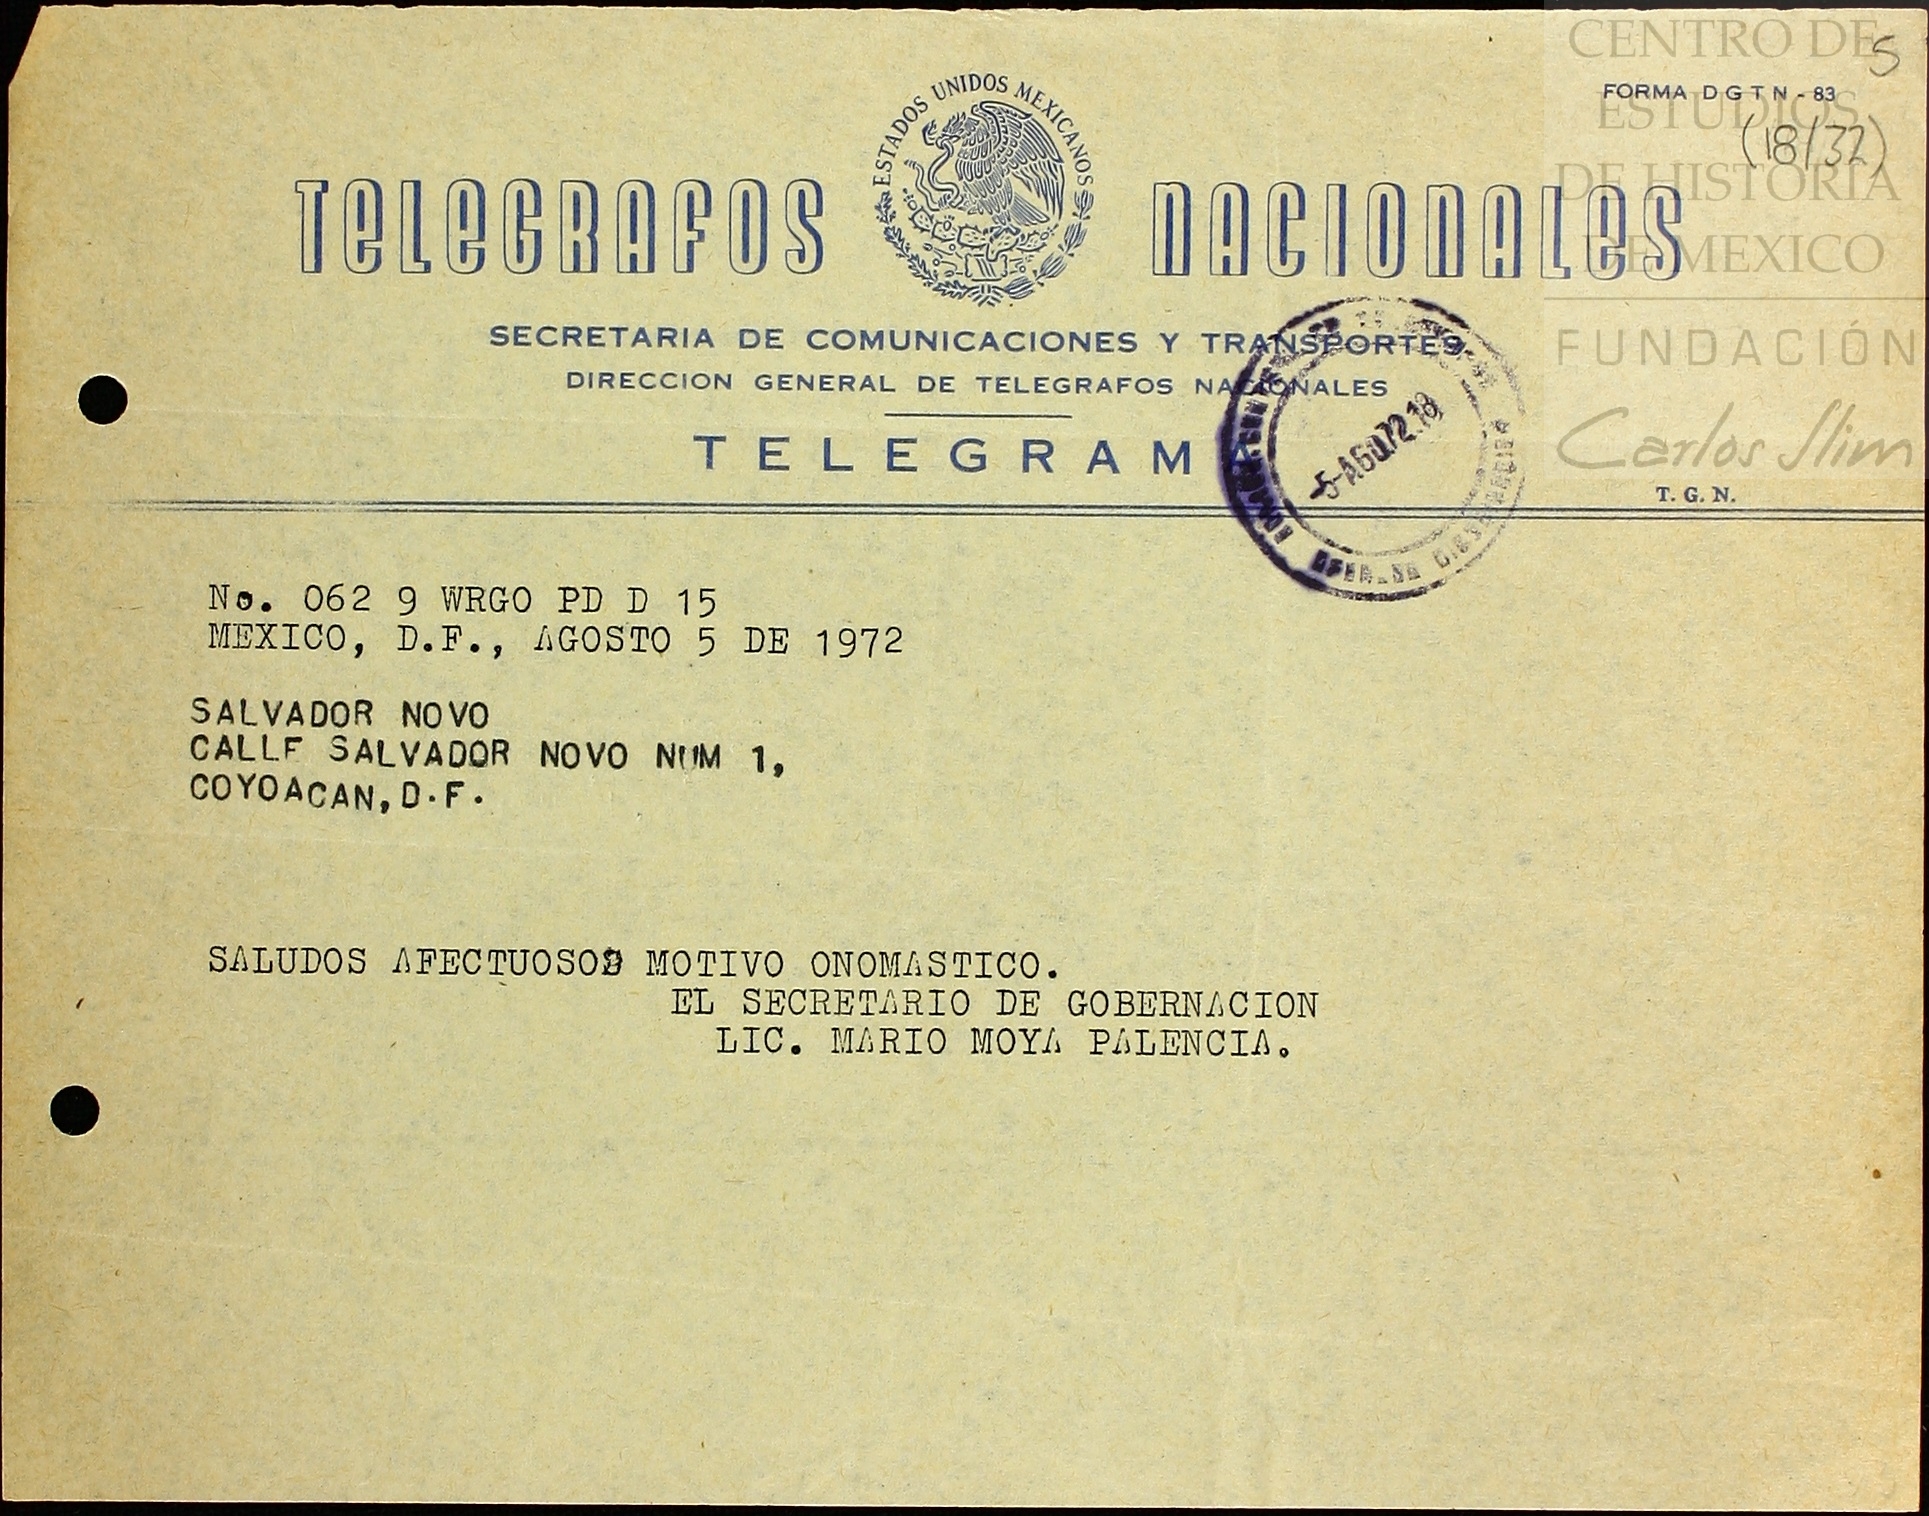 CENTRO DE
ESTUDIOS
DE HISTORIA
DE MEXICO
FUNDACIÓN
Carlos Slim
5
FORMA D G T N - 83
(18/32)
ESTADOS UNIDOS MEXICANOS
TELEGRAFOS NACIONALES
SECRETARIA DE COMUNICACIONES Y TRANSPORTES
DIRECCION GENERAL DE TELEGRAFOS NACIONALES
TELEGRAMA
T. G. N.
-5 AGO 72.18
No. 062 9 WRGO PD D 15
MEXICO, D.F., AGOSTO 5 DE 1972
SALVADOR NOVO
CALLE SALVADOR NOVO NUM 1,
COYOACAN, D.F.
SALUDOS AFECTUOSOS MOTIVO ONOMASTICO.
EL SECRETARIO DE GOBERNACION
LIC. MARIO MOYA PALENCIA.